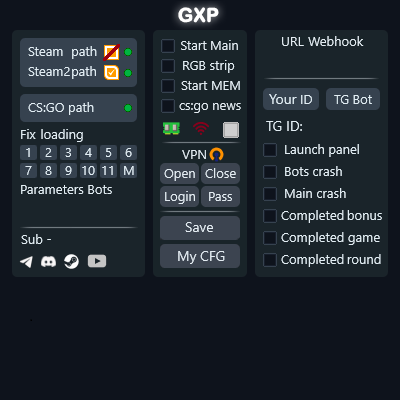 GXP
Steam path
Steam2path
CS:GO path
Fix loading
1 2 3 4 5 6
7 8 9 10 11 M
Parameters Bots
Sub -
Start Main
RGB strip
Start MEM
cs:go news
VPN
Open Close
Login Pass
Save
My CFG
URL Webhook
Your ID TG Bot
TG ID:
Launch panel
Bots crash
Main crash
Completed bonus
Completed game
Completed round